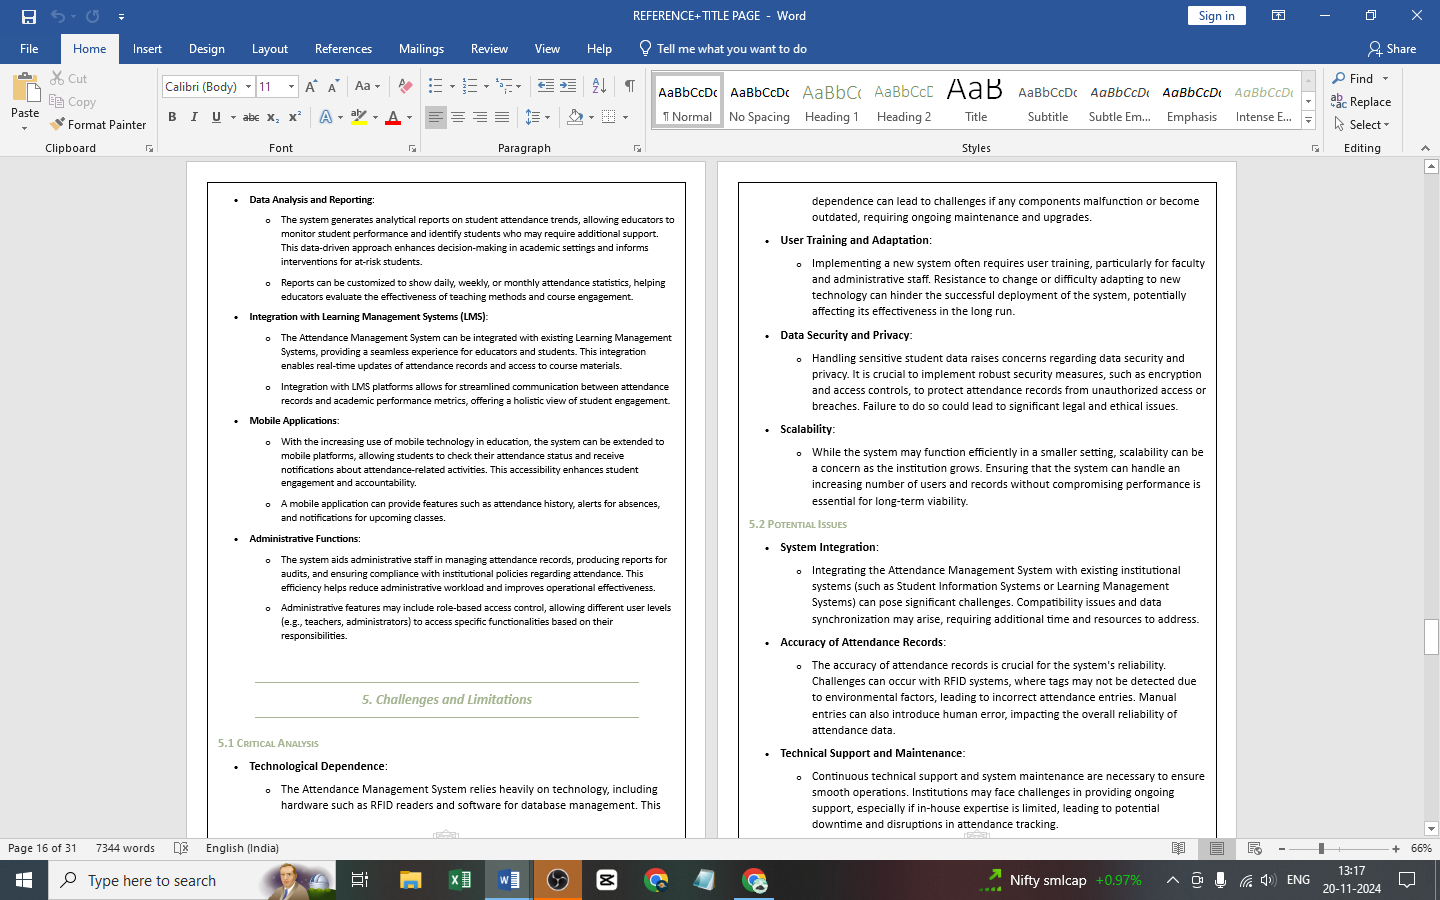 REFERENCE+TITLE PAGE - Word
Sign in
File Home Insert Design Layout References Mailings Review View Help Tell me what you want to do
Share
Paste
Cut
Copy
Format Painter
Clipboard
Calibri (Body) 11
Font
Paragraph
AaBbCcDc AaBbCcDc AaBbCc AaBbCcE AaB AaBbCcDc AaBbCcDc AaBbCcDc AaBbCcDc
¶ Normal No Spacing Heading 1 Heading 2 Title Subtitle Subtle Em... Emphasis Intense E...
Styles
Find
Replace
Select
Editing
• Data Analysis and Reporting:
o The system generates analytical reports on student attendance trends, allowing educators to
monitor student performance and identify students who may require additional support.
This data-driven approach enhances decision-making in academic settings and informs
interventions for at-risk students.
o Reports can be customized to show daily, weekly, or monthly attendance statistics, helping
educators evaluate the effectiveness of teaching methods and course engagement.
• Integration with Learning Management Systems (LMS):
o The Attendance Management System can be integrated with existing Learning Management
Systems, providing a seamless experience for educators and students. This integration
enables real-time updates of attendance records and access to course materials.
o Integration with LMS platforms allows for streamlined communication between attendance
records and academic performance metrics, offering a holistic view of student engagement.
• Mobile Applications:
o With the increasing use of mobile technology in education, the system can be extended to
mobile platforms, allowing students to check their attendance status and receive
notifications about attendance-related activities. This accessibility enhances student
engagement and accountability.
o A mobile application can provide features such as attendance history, alerts for absences,
and notifications for upcoming classes.
• Administrative Functions:
o The system aids administrative staff in managing attendance records, producing reports for
audits, and ensuring compliance with institutional policies regarding attendance. This
efficiency helps reduce administrative workload and improves operational effectiveness.
o Administrative features may include role-based access control, allowing different user levels
(e.g., teachers, administrators) to access specific functionalities based on their
responsibilities.
5. Challenges and Limitations
5.1 Critical Analysis
• Technological Dependence:
o The Attendance Management System relies heavily on technology, including
hardware such as RFID readers and software for database management. This
dependence can lead to challenges if any components malfunction or become
outdated, requiring ongoing maintenance and upgrades.
• User Training and Adaptation:
o Implementing a new system often requires user training, particularly for faculty
and administrative staff. Resistance to change or difficulty adapting to new
technology can hinder the successful deployment of the system, potentially
affecting its effectiveness in the long run.
• Data Security and Privacy:
o Handling sensitive student data raises concerns regarding data security and
privacy. It is crucial to implement robust security measures, such as encryption
and access controls, to protect attendance records from unauthorized access or
breaches. Failure to do so could lead to significant legal and ethical issues.
• Scalability:
o While the system may function efficiently in a smaller setting, scalability can be
a concern as the institution grows. Ensuring that the system can handle an
increasing number of users and records without compromising performance is
essential for long-term viability.
5.2 Potential Issues
• System Integration:
o Integrating the Attendance Management System with existing institutional
systems (such as Student Information Systems or Learning Management
Systems) can pose significant challenges. Compatibility issues and data
synchronization may arise, requiring additional time and resources to address.
• Accuracy of Attendance Records:
o The accuracy of attendance records is crucial for the system's reliability.
Challenges can occur with RFID systems, where tags may not be detected due
to environmental factors, leading to incorrect attendance entries. Manual
entries can also introduce human error, impacting the overall reliability of
attendance data.
• Technical Support and Maintenance:
o Continuous technical support and system maintenance are necessary to ensure
smooth operations. Institutions may face challenges in providing ongoing
support, especially if in-house expertise is limited, leading to potential
downtime and disruptions in attendance tracking.
Page 16 of 31 7344 words English (India) 66%
Type here to search
Nifty smlcap +0.97%
ENG
13:17
20-11-2024